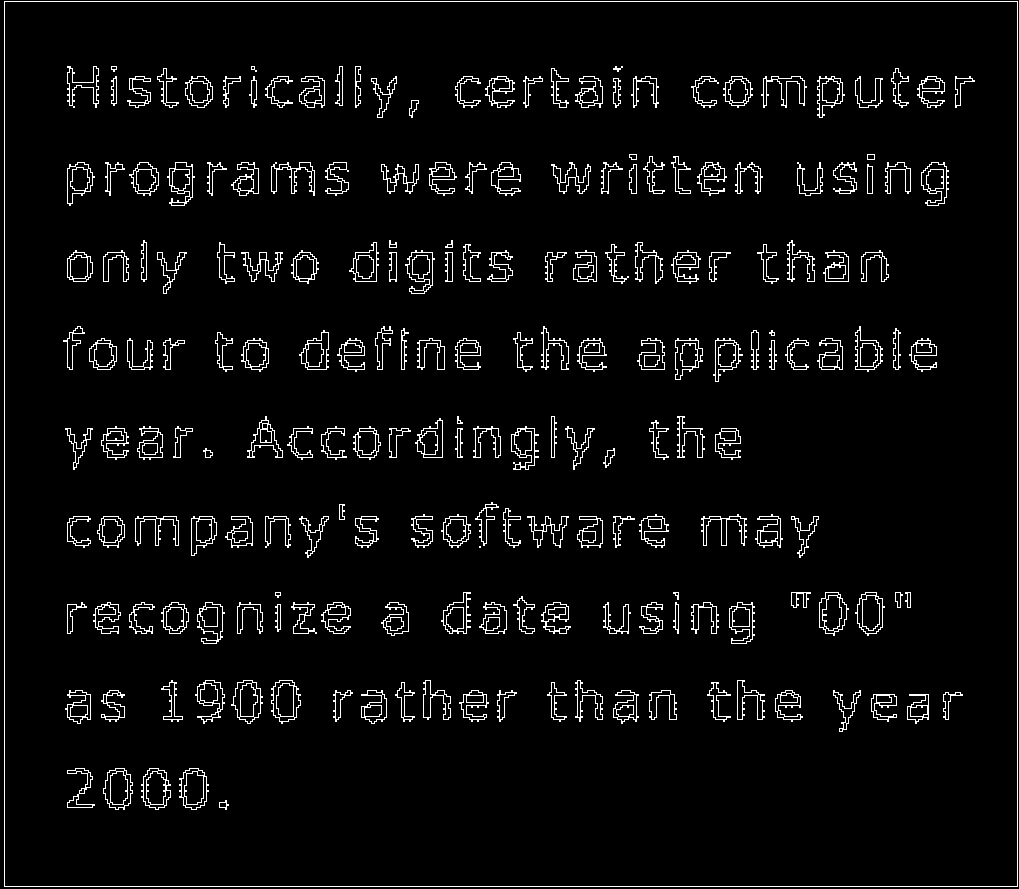 Historically, certain computer
programs were written using
only two digits rather than
four to define the applicable
year. Accordingly, the
company's software may
recognize a date using "00"
as 1900 rather than the year
2000.